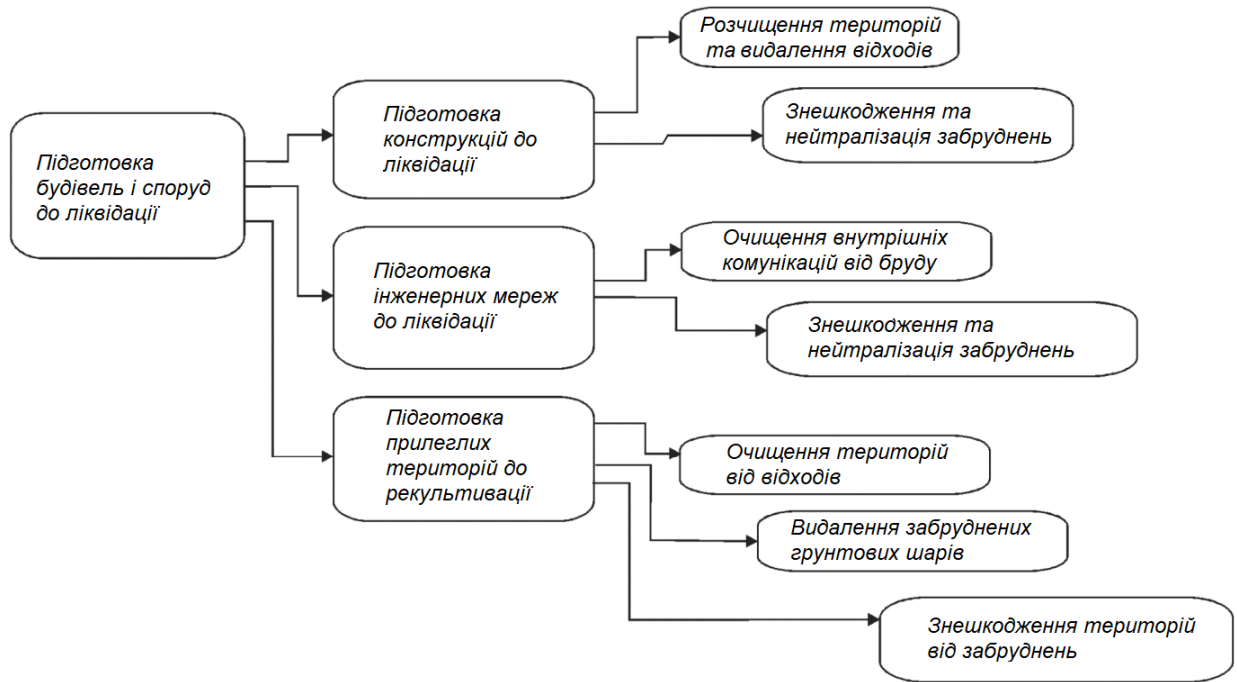 Підготовка
будівель і споруд
до ліквідації
Підготовка
конструкцій до
ліквідації
Розчищення територій
та видалення відходів
Знешкодження та
нейтралізація забруднень
Підготовка
інженерних мереж
до ліквідації
Очищення внутрішніх
комунікацій від бруду
Знешкодження та
нейтралізація забруднень
Підготовка
прилеглих
територій до
рекультивації
Очищення територій
від відходів
Видалення забруднених
грунтових шарів
Знешкодження територій
від забруднень